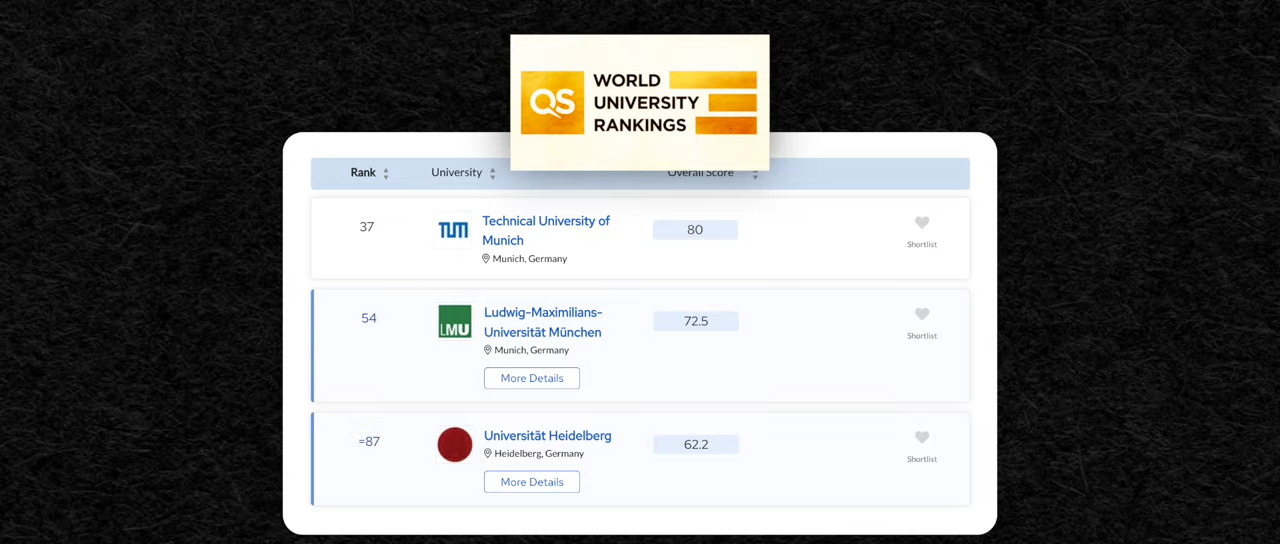 QS
WORLD
UNIVERSITY
RANKINGS
Rank University Overall Score
37
TUM
Technical University of
Munich
Munich, Germany
80
Shortlist
54
LMU
Ludwig-Maximilians-
Universität München
Munich, Germany
More Details
72.5
Shortlist
=87
Universität Heidelberg
Heidelberg, Germany
More Details
62.2
Shortlist